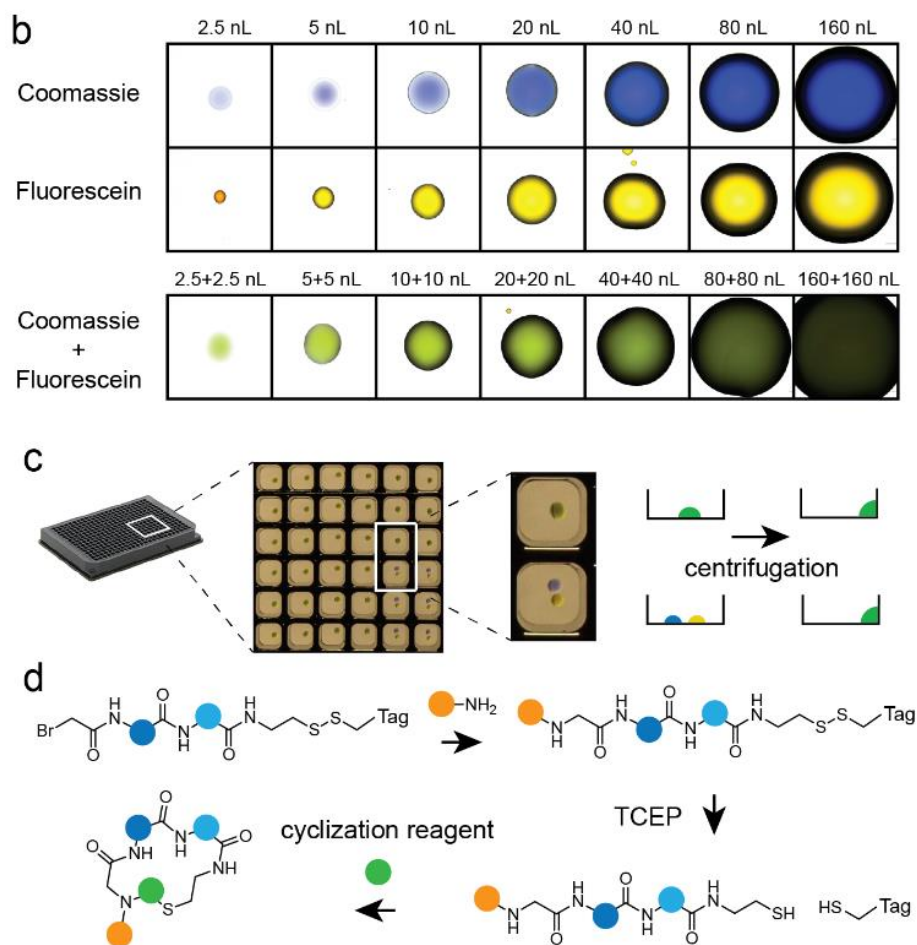 b
2.5 nL 5 nL 10 nL 20 nL 40 nL 80 nL 160 nL
Coomassie
Fluorescein
2.5+2.5 nL 5+5 nL 10+10 nL 20+20 nL 40+40 nL 80+80 nL 160+160 nL
Coomassie
+
Fluorescein
c
centrifugation
d
Br O H N O N H O H N S S Tag
NH2
N H O H N O N H O H N S S Tag
TCEP
N H O H N O N H O H N SH HS Tag
cyclization reagent
O O NH HN O NH N S